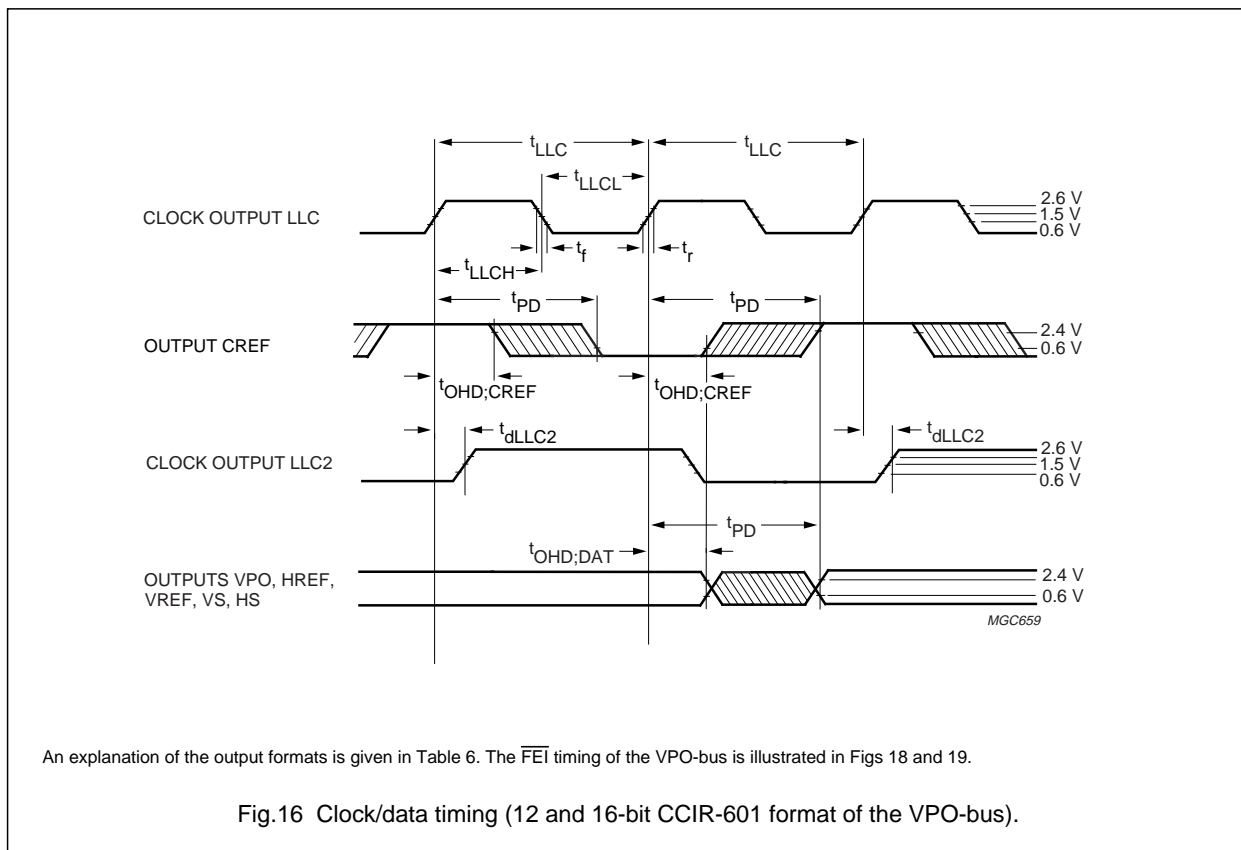 tLLC tLLC
tLLCL
CLOCK OUTPUT LLC
2.6 V
1.5 V
0.6 V
tf tr
tLLCH
tPD tPD
OUTPUT CREF
2.4 V
0.6 V
tOHD;CREF tOHD;CREF
tdLLC2 tdLLC2
CLOCK OUTPUT LLC2
2.6 V
1.5 V
0.6 V
tPD
tOHD;DAT
OUTPUTS VPO, HREF,
VREF, VS, HS
2.4 V
0.6 V
MGC659
An explanation of the output formats is given in Table 6. The F̅E̅I̅ timing of the VPO-bus is illustrated in Figs 18 and 19.
Fig.16 Clock/data timing (12 and 16-bit CCIR-601 format of the VPO-bus).